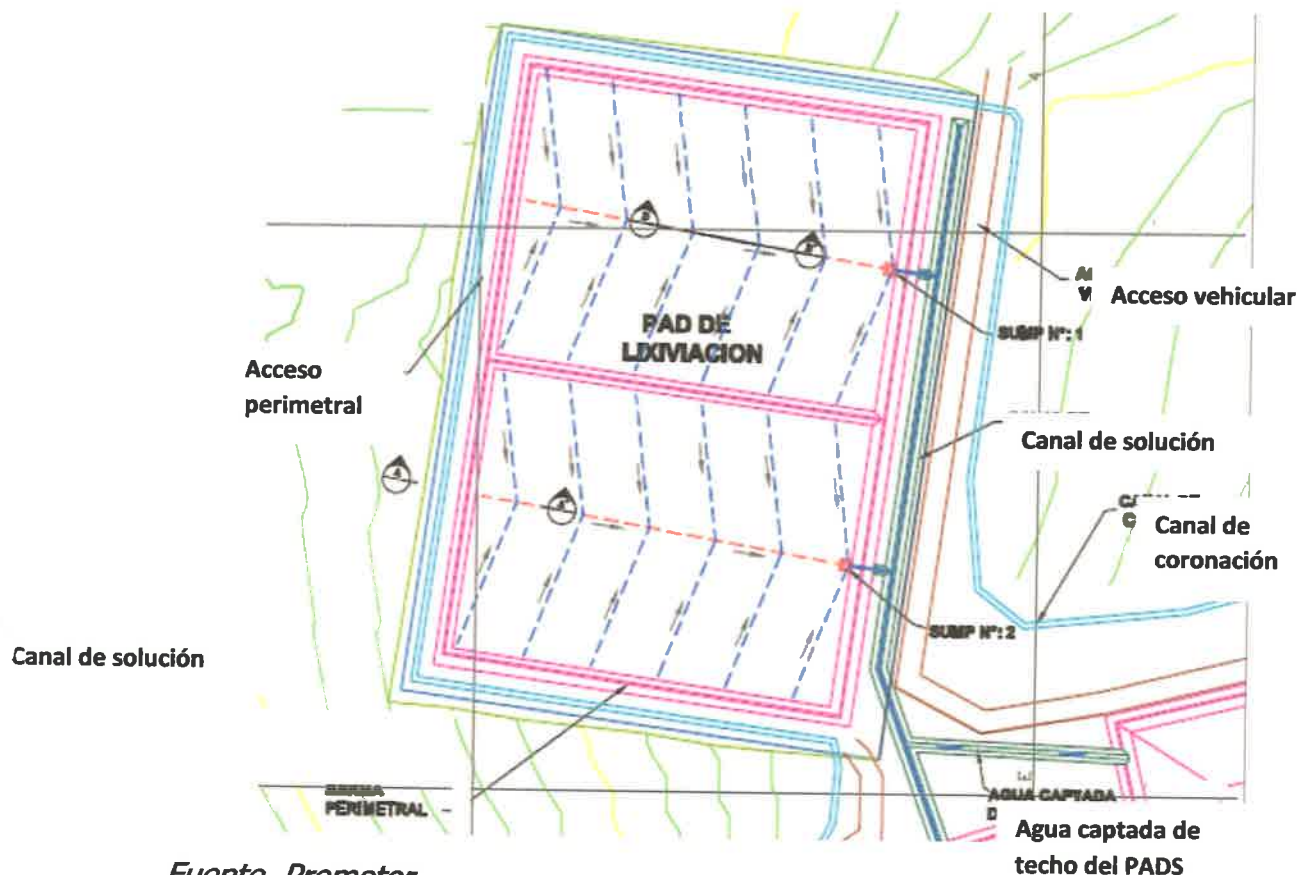 Acceso vehicular
SUMP N°: 1
PAD DE
LIXIVIACION
Acceso
perimetral
Canal de solución
Canal de
coronación
SUMP N°: 2
Canal de solución
PERIMETRAL
AGUA CAPTADA
Agua captada de
techo del PADS
Fuente Promotor